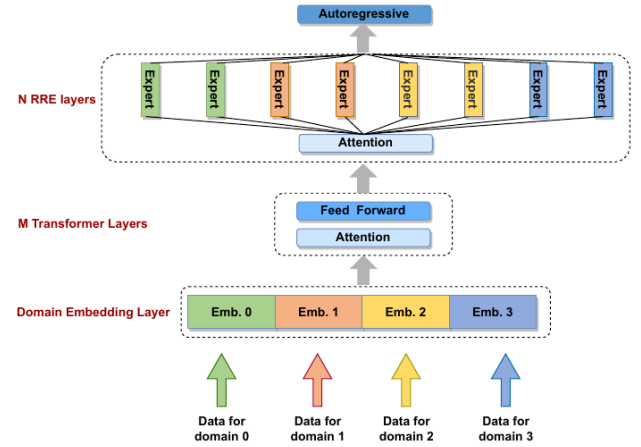 Autoregressive
N RRE layers
Expert
Expert
Expert
Expert
Expert
Expert
Expert
Expert
Attention
M Transformer Layers
Feed Forward
Attention
Domain Embedding Layer
Emb. 0
Emb. 1
Emb. 2
Emb. 3
Data for
domain 0
Data for
domain 1
Data for
domain 2
Data for
domain 3